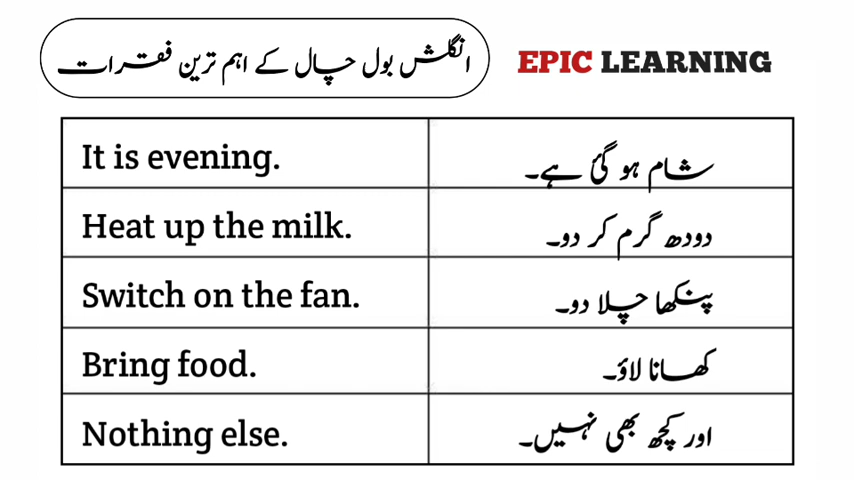 انگلش بول چال کے اہم ترین فقرات
EPIC LEARNING
It is evening.
شام ہو گئ ہے۔
Heat up the milk.
دودھ گرم کر دو۔
Switch on the fan.
پنکھا چلا دو۔
Bring food.
کھانا لاؤ۔
Nothing else.
اور کچھ بھی نہیں۔